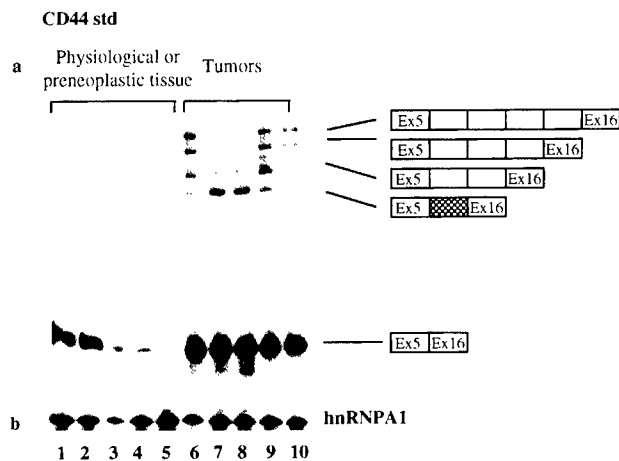 CD44 std
Physiological or
preneoplastic tissue
Tumors
a
Ex5 Ex16
Ex5 Ex16
Ex5 Ex16
Ex5 Ex16
Ex5 Ex16
b hnRNPA1
1 2 3 4 5 6 7 8 9 10